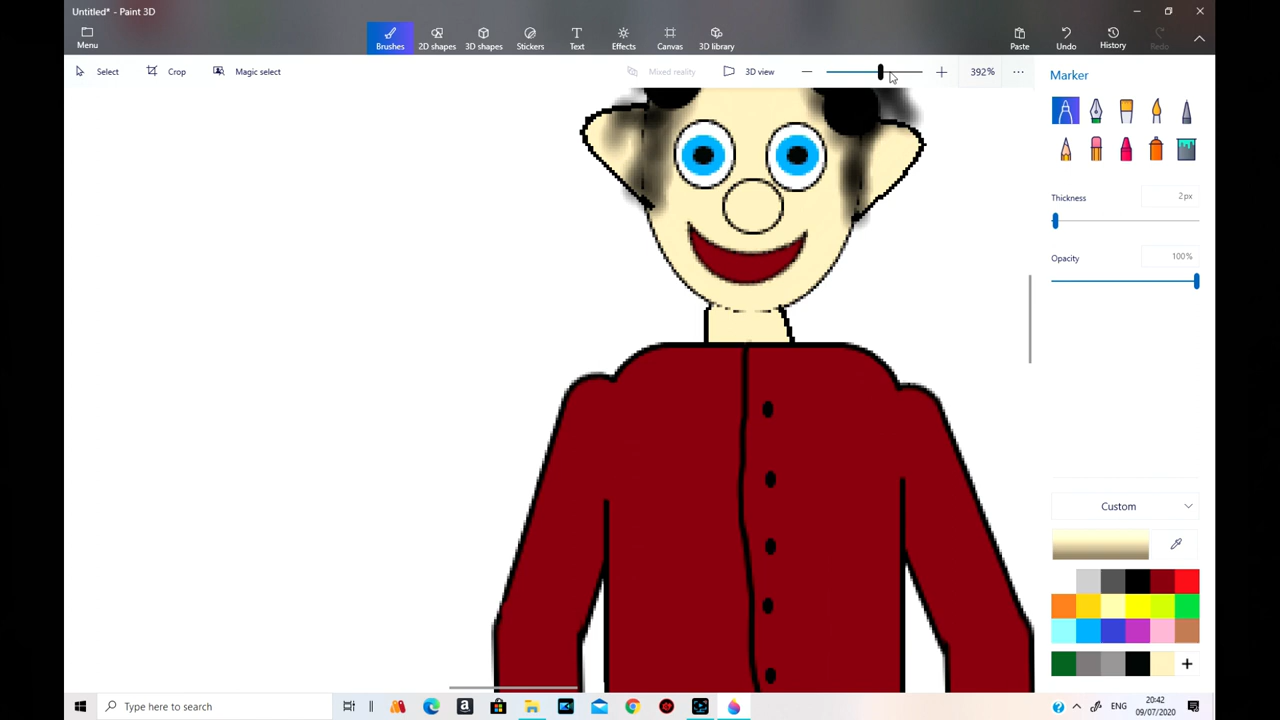 Untitled* - Paint 3D
Menu
Brushes
2D shapes
3D shapes
Stickers
Text
Effects
Canvas
3D library
Paste
Undo
History
Redo
Select
Crop
Magic select
Mixed reality
3D view
392%
Marker
Thickness
2px
Opacity
100%
Custom
Type here to search
ENG
20:42
09/07/2020